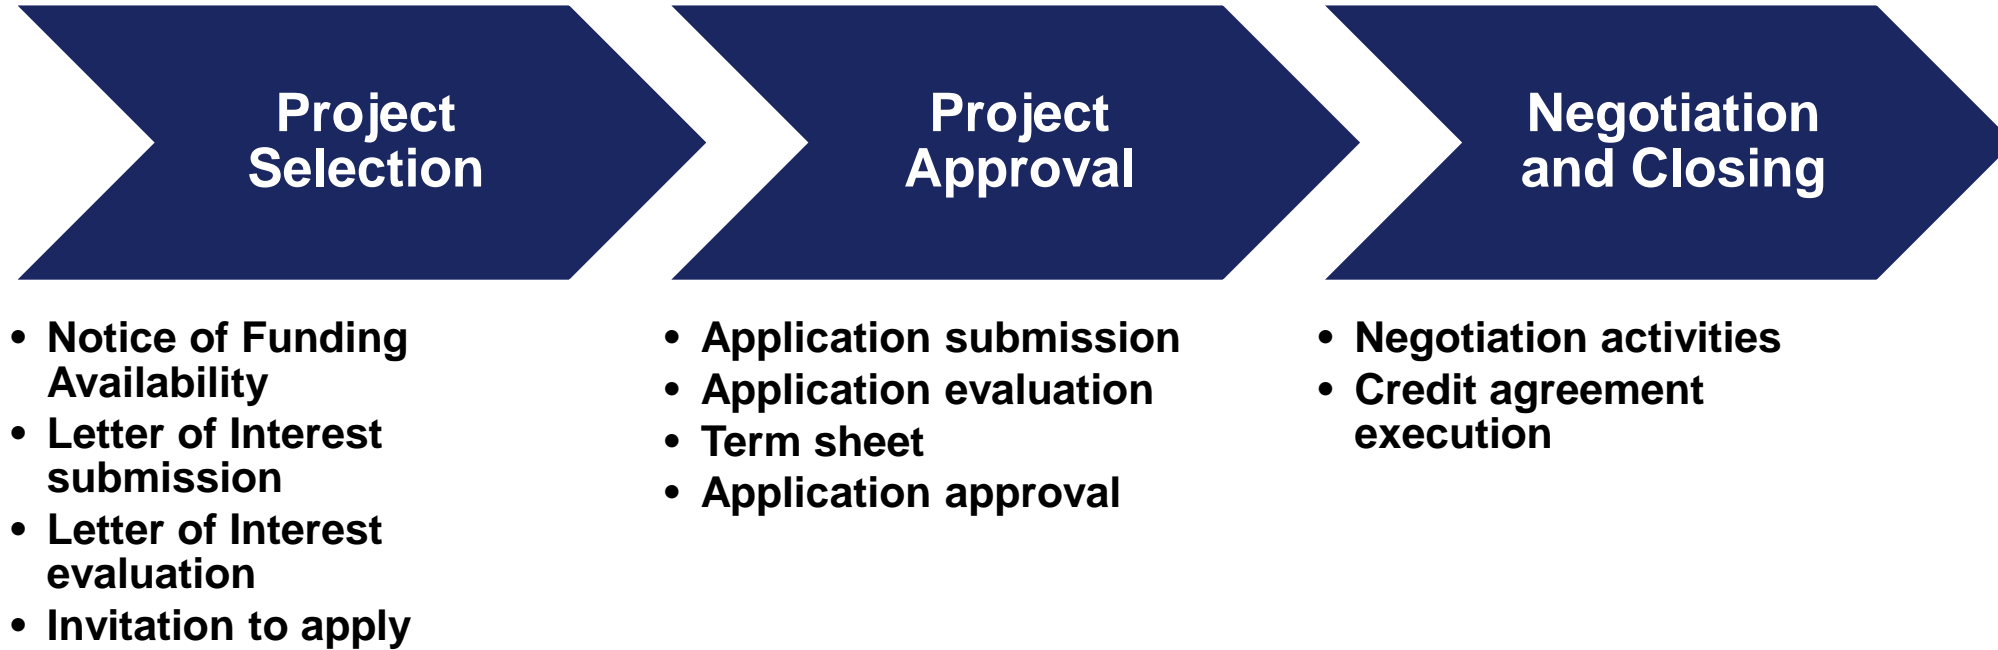 Project
Selection
• Notice of Funding
Availability
• Letter of Interest
submission
• Letter of Interest
evaluation
• Invitation to apply
Project
Approval
• Application submission
• Application evaluation
• Term sheet
• Application approval
Negotiation
and Closing
• Negotiation activities
• Credit agreement
execution